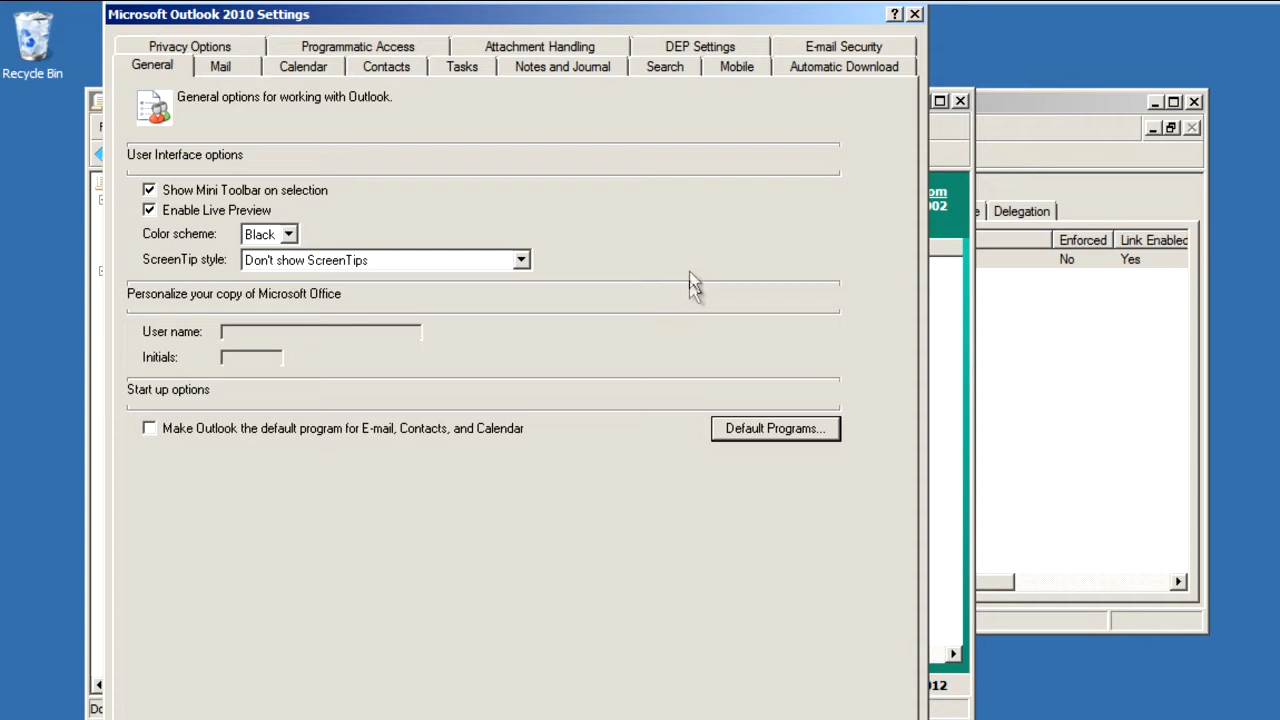 Microsoft Outlook 2010 Settings
?
Recycle Bin
Privacy Options
Programmatic Access
Attachment Handling
DEP Settings
E-mail Security
General
Mail
Calendar
Contacts
Tasks
Notes and Journal
Search
Mobile
Automatic Download
General options for working with Outlook.
User Interface options
Show Mini Toolbar on selection
Enable Live Preview
Color scheme: Black
ScreenTip style: Don't show ScreenTips
Personalize your copy of Microsoft Office
User name:
Initials:
Start up options
Make Outlook the default program for E-mail, Contacts, and Calendar
Default Programs...
om
002
Delegation
Enforced
Link Enabled
No
Yes
12